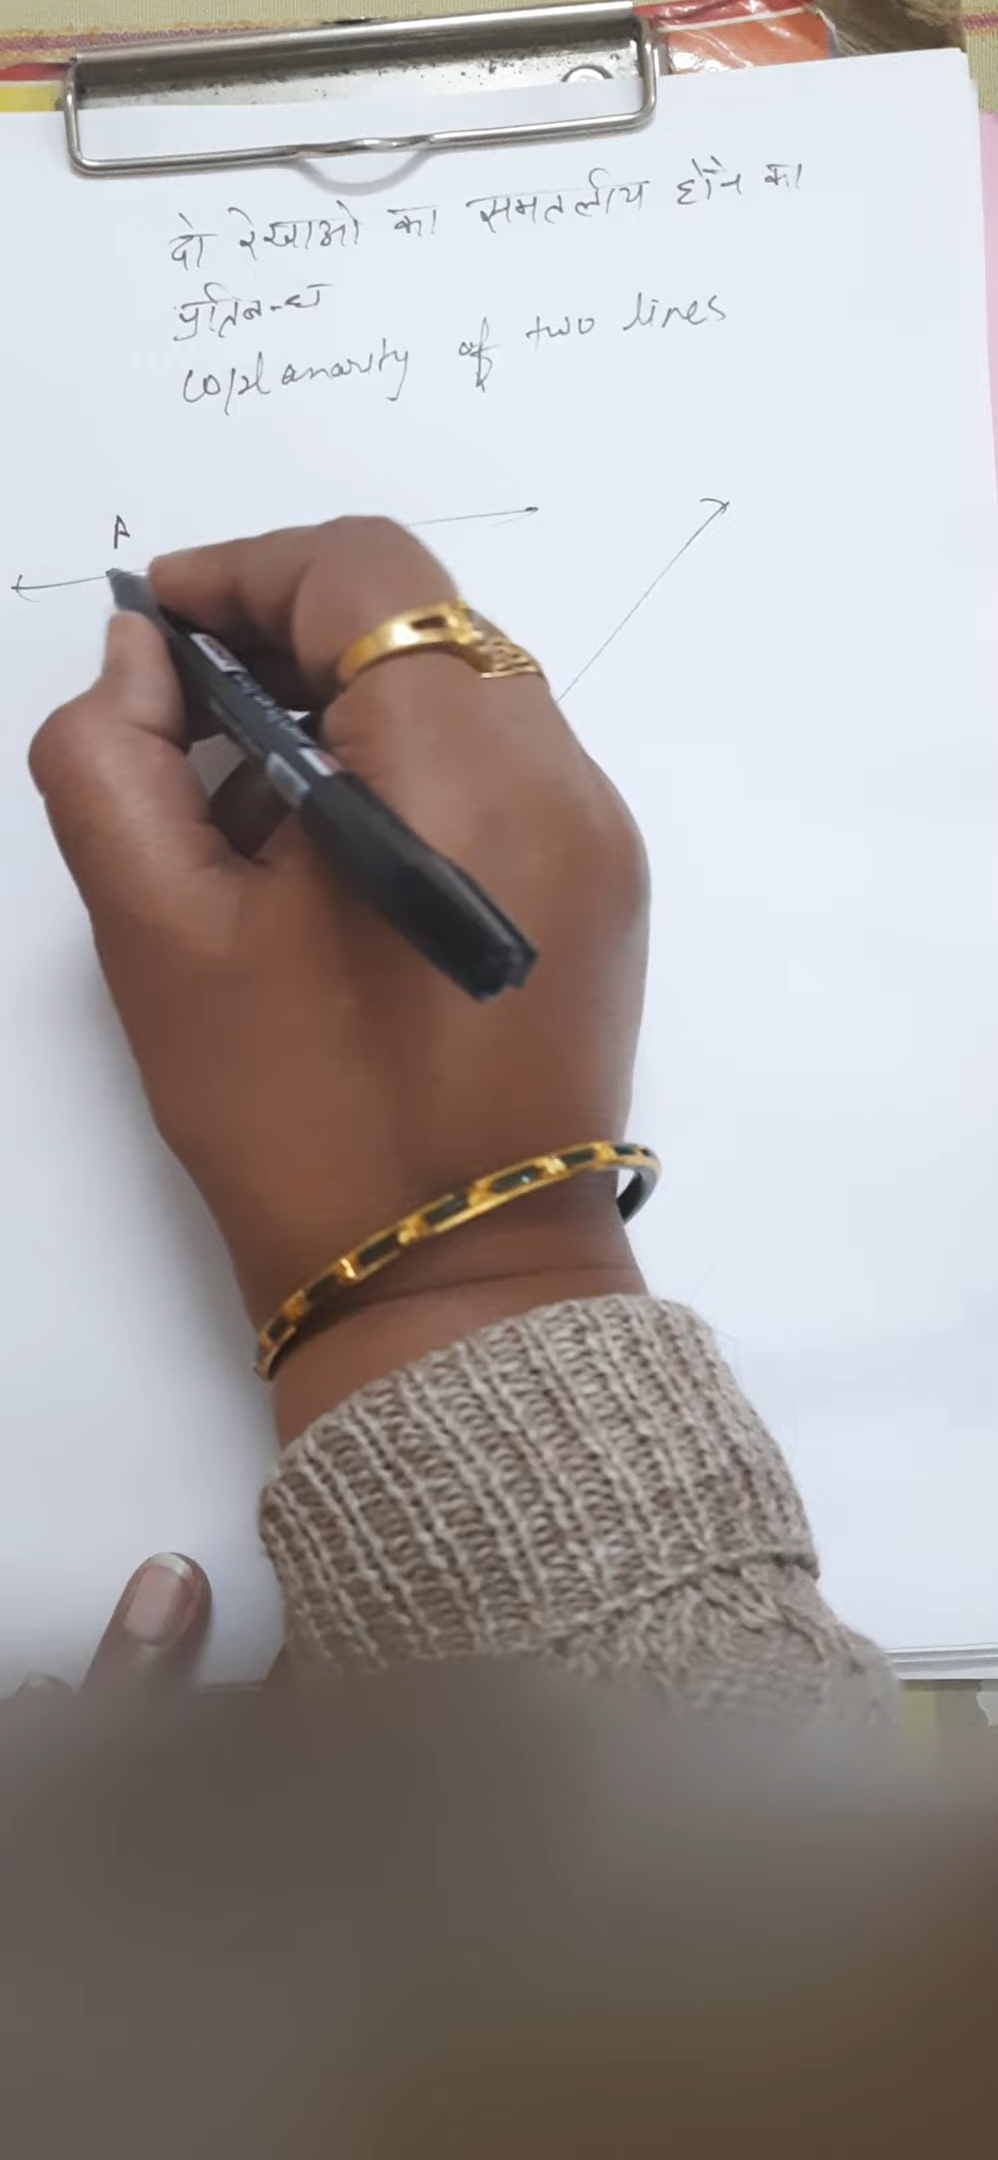 दो रेखाओ का समतलीय होने का
प्रतिबन्ध
coplanarity of two lines
A